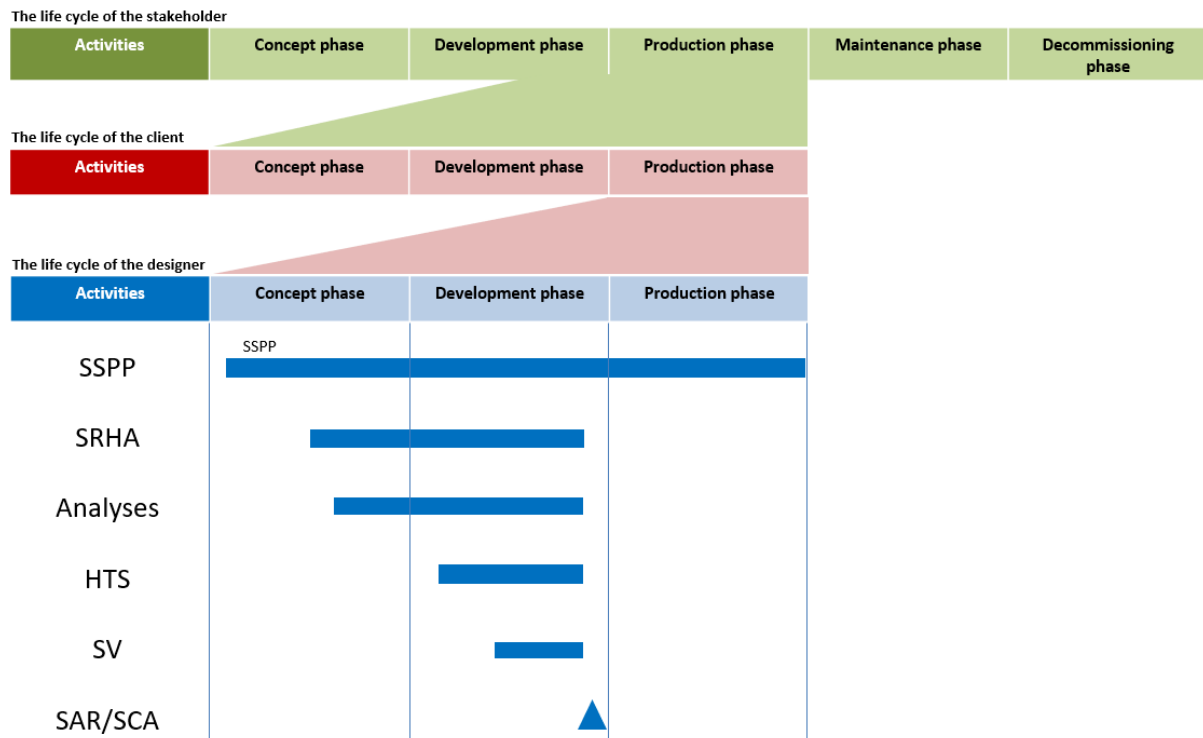 The life cycle of the stakeholder
Activities Concept phase Development phase Production phase Maintenance phase Decommissioning
phase
The life cycle of the client
Activities Concept phase Development phase Production phase
The life cycle of the designer
Activities Concept phase Development phase Production phase
SSPP
SSPP
SRHA
Analyses
HTS
SV
SAR/SCA